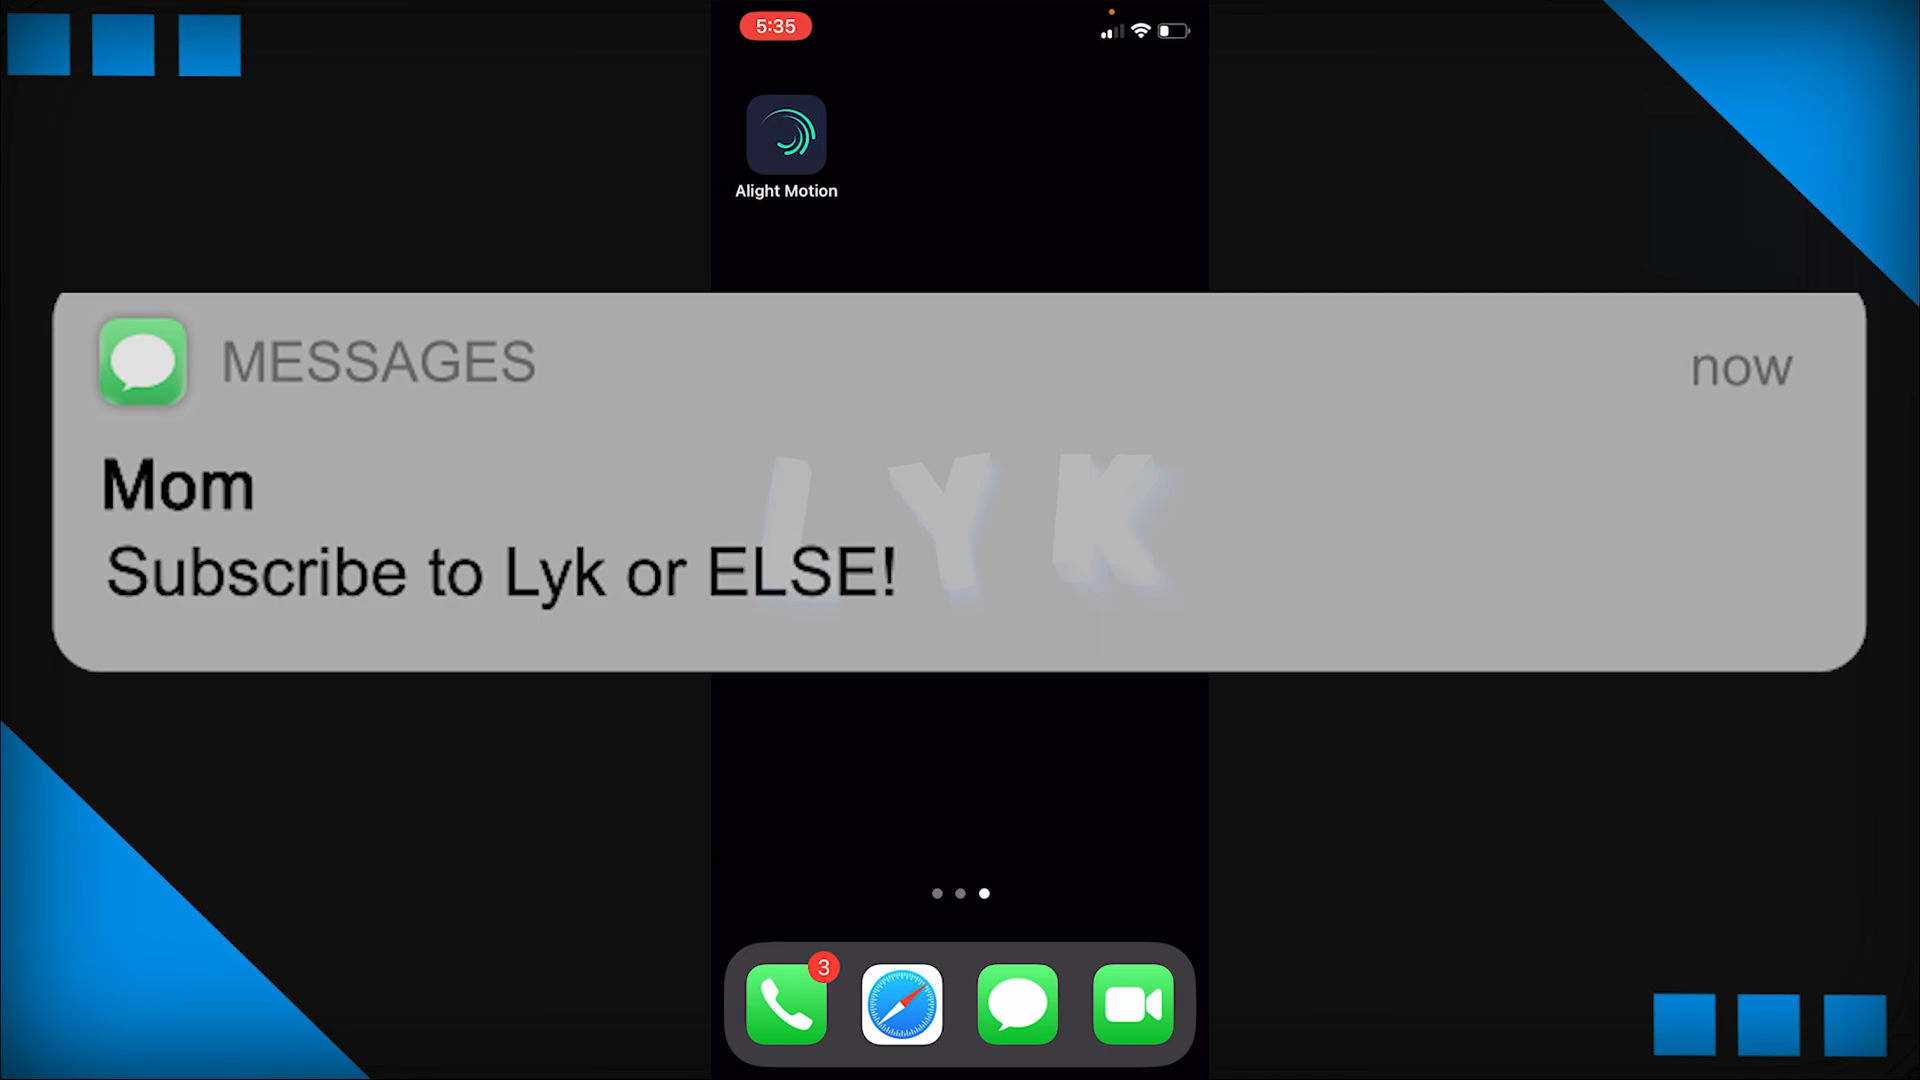 5:35
Alight Motion
MESSAGES
now
Mom
LYK
Subscribe to Lyk or ELSE!
3